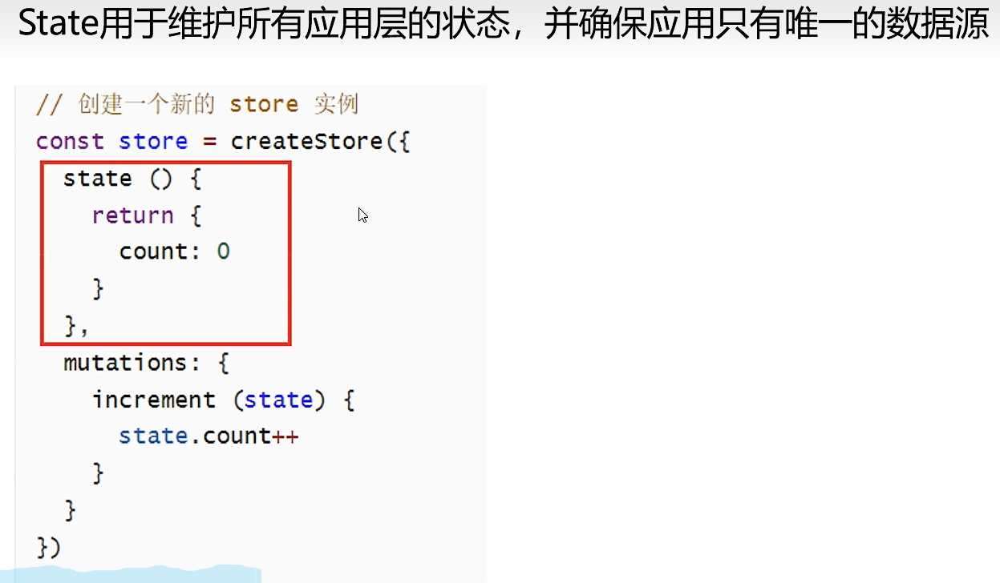 State用于维护所有应用层的状态，并确保应用只有唯一的数据源
// 创建一个新的 store 实例
const store = createStore({
  state () {
    return {
      count: 0
    }
  },
  mutations: {
    increment (state) {
      state.count++
    }
  }
})